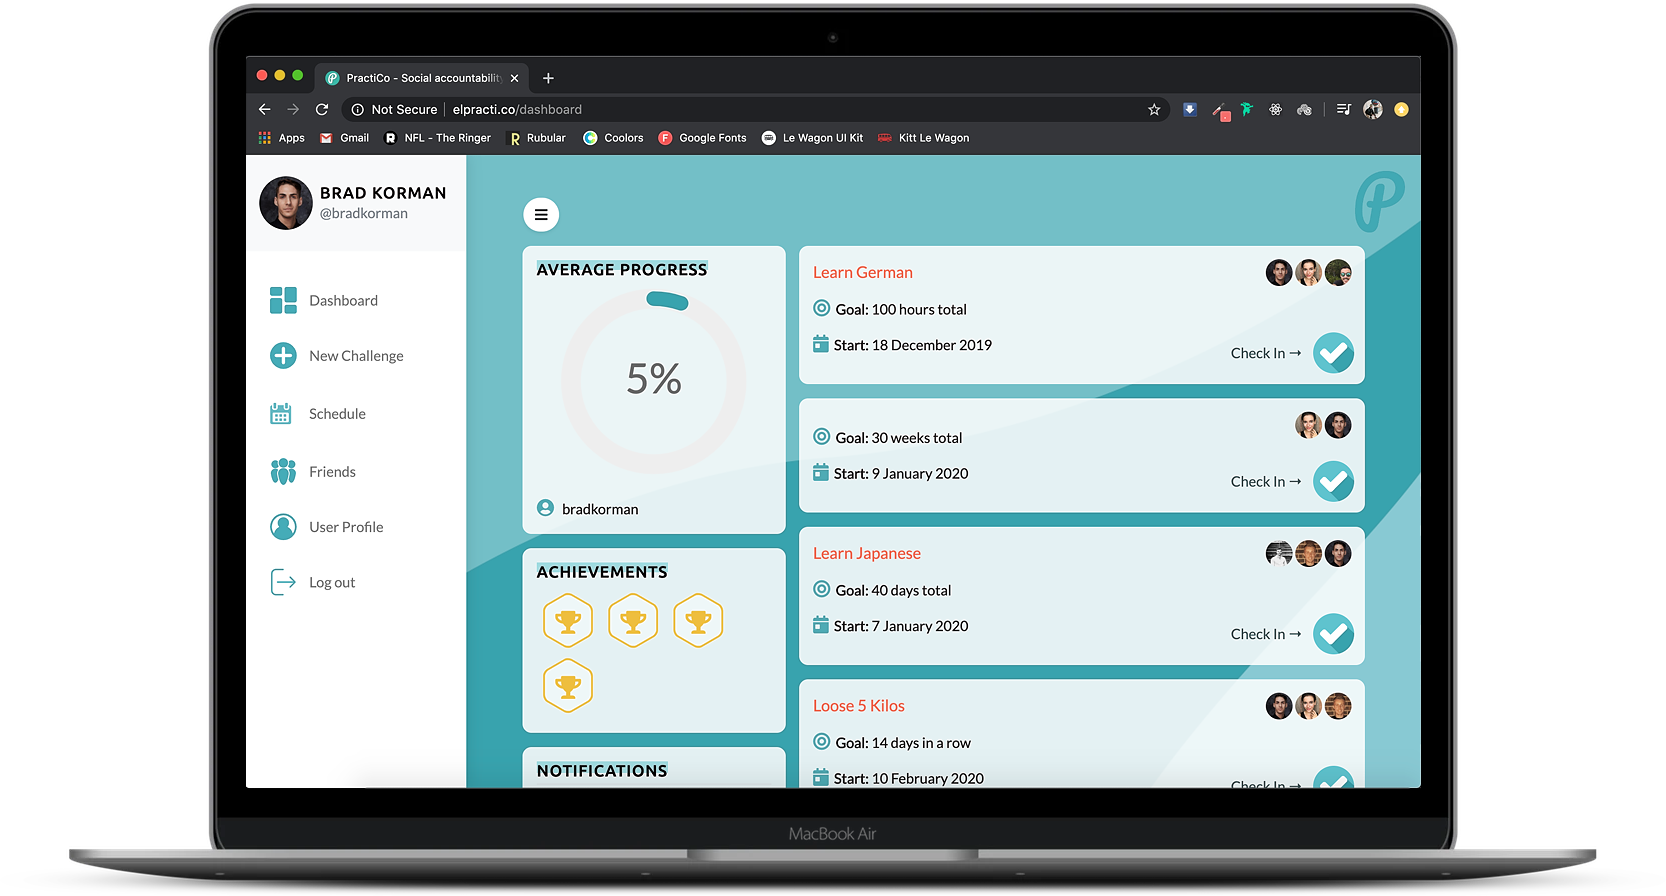 PractiCo - Social accountability
Not Secure | elpracti.co/dashboard
Apps Gmail NFL - The Ringer Rubular Coolors Google Fonts Le Wagon UI Kit Kitt Le Wagon
BRAD KORMAN
@bradkorman
Dashboard
New Challenge
Schedule
Friends
User Profile
Log out
AVERAGE PROGRESS
5%
bradkorman
ACHIEVEMENTS
NOTIFICATIONS
Learn German
Goal: 100 hours total
Start: 18 December 2019
Check In →
Goal: 30 weeks total
Start: 9 January 2020
Check In →
Learn Japanese
Goal: 40 days total
Start: 7 January 2020
Check In →
Loose 5 Kilos
Goal: 14 days in a row
Start: 10 February 2020
Check In →
MacBook Air